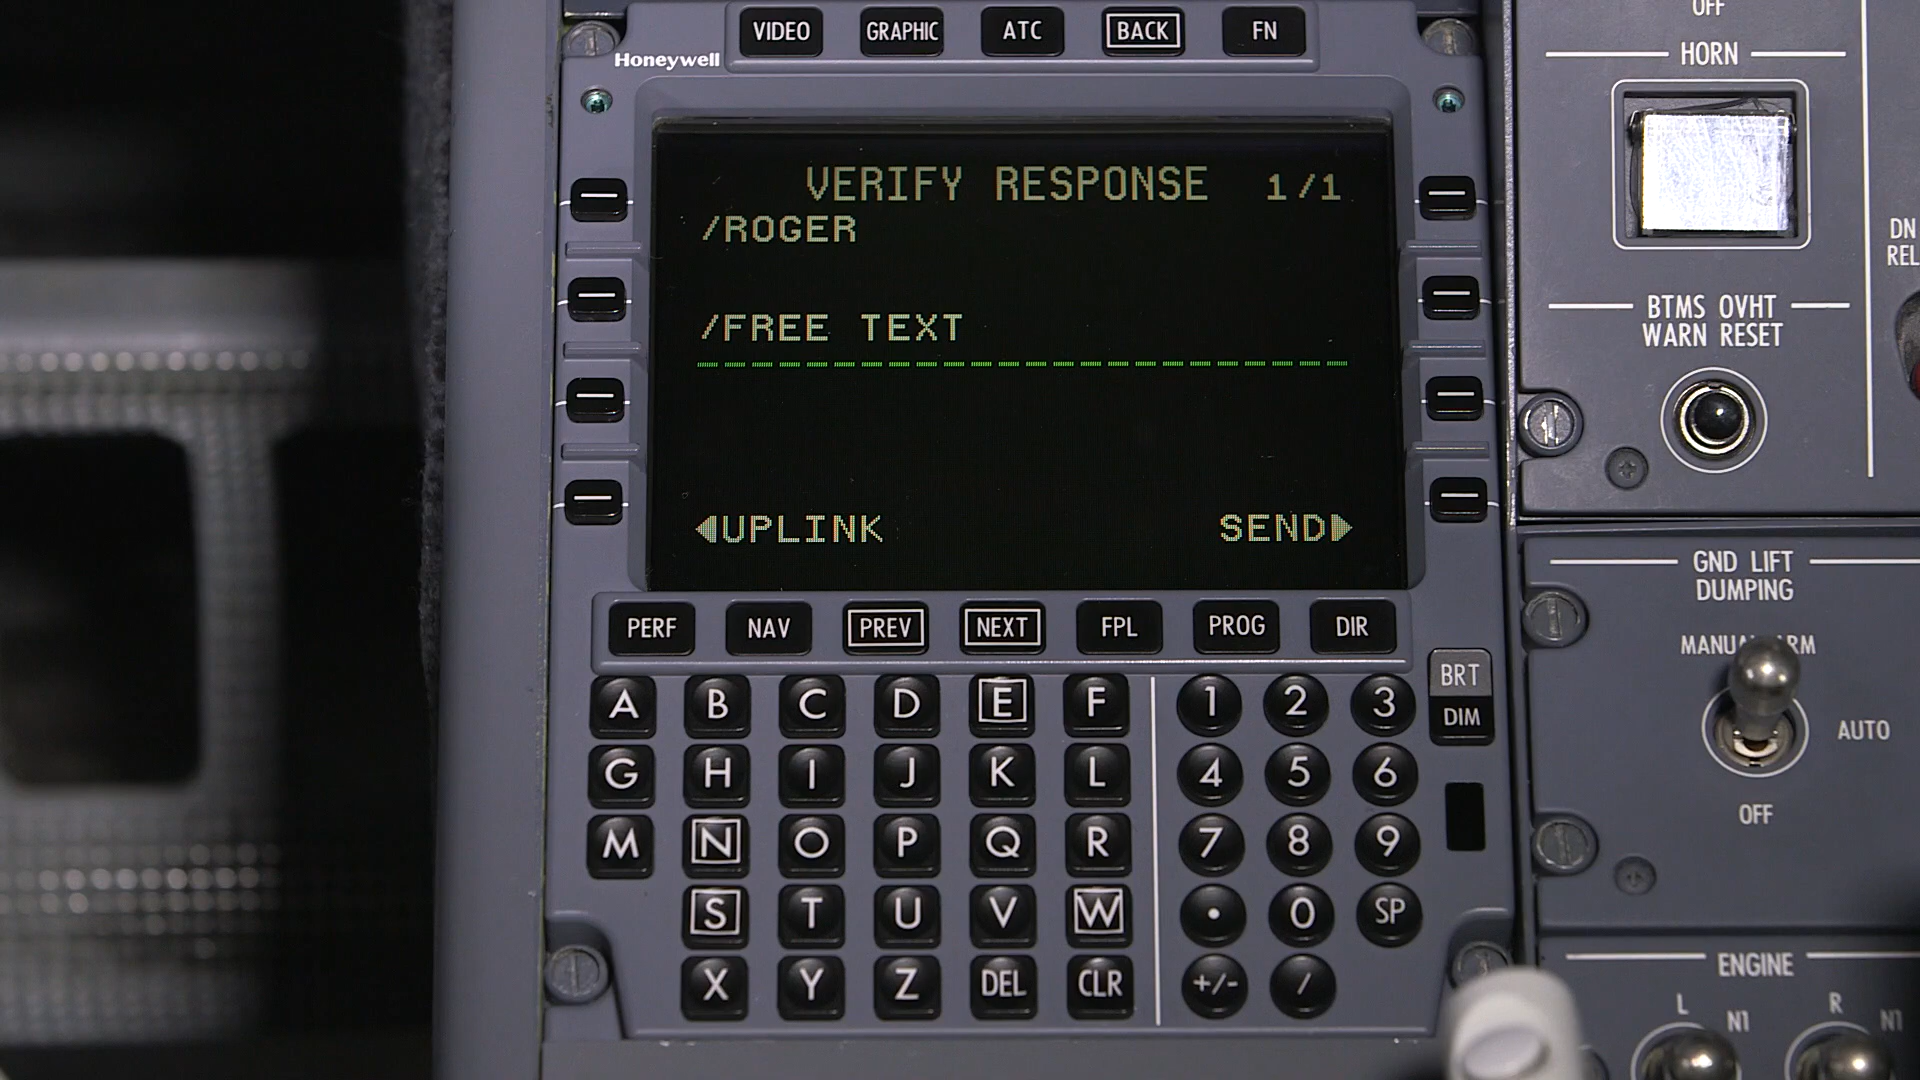 VIDEO GRAPHIC ATC BACK FN
Honeywell
VERIFY RESPONSE 1/1
/ROGER
/FREE TEXT
UPLINK SEND
PERF NAV PREV NEXT FPL PROG DIR
BRT
DIM
A B C D E F 1 2 3
G H I J K L 4 5 6
M N O P Q R 7 8 9
S T U V W . 0 SP
X Y Z DEL CLR +/- /
OFF
HORN
DN
REL
BTMS OVHT
WARN RESET
GND LIFT
DUMPING
MANUAL ARM
AUTO
OFF
ENGINE
L N1 R N1